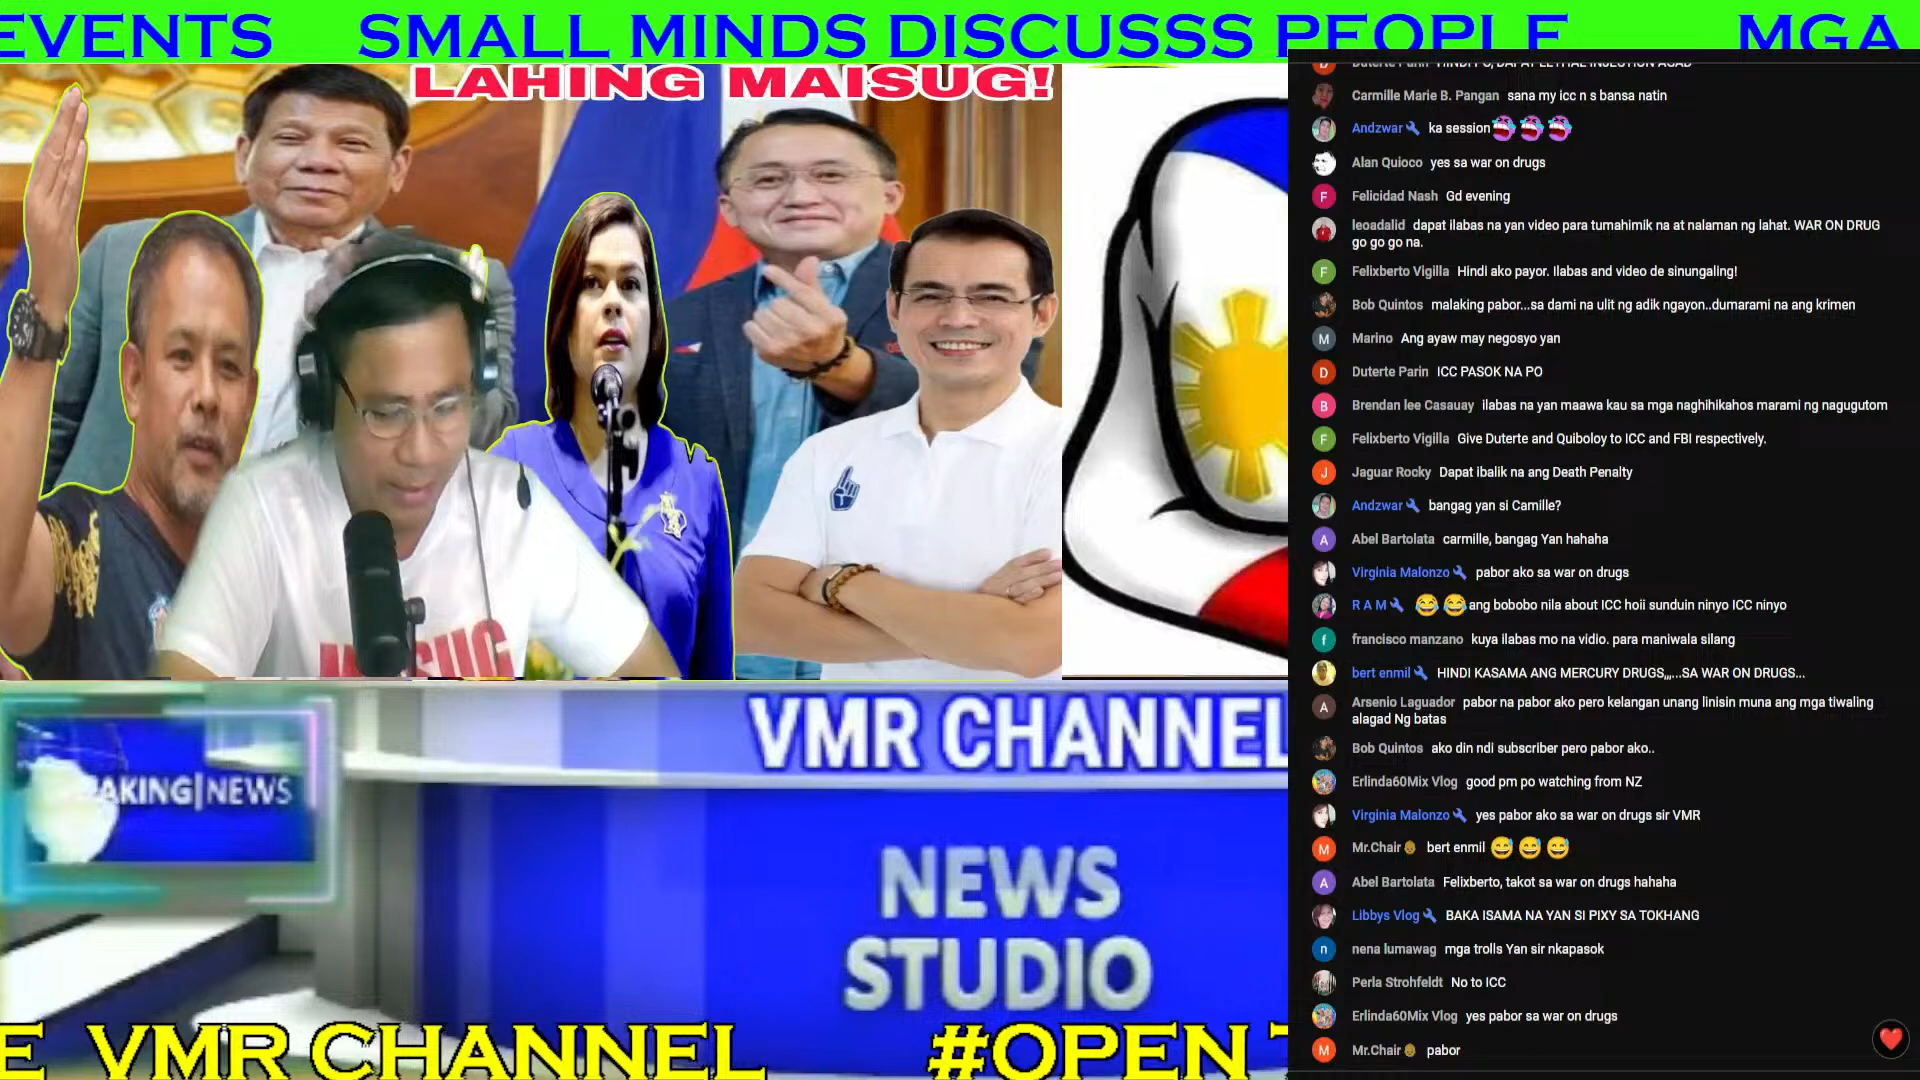 EVENTS SMALL MINDS DISCUSSS PEOPLE MGA
LAHING MAISUG!
VMR CHANNEL
NEWS
NEWS
STUDIO
E VMR CHANNEL #OPEN
Duterte Parin HINDI PO, DAPAT LETHAL INJECTION AGAD
Carmille Marie B. Pangan sana my icc n s bansa natin
Andzwar ka session
Alan Quioco yes sa war on drugs
F Felicidad Nash Gd evening
leoadalid dapat ilabas na yan video para tumahimik na at nalaman ng lahat. WAR ON DRUG
go go go na.
F Felixberto Vigilla Hindi ako payor. Ilabas and video de sinungaling!
Bob Quintos malaking pabor...sa dami na ulit ng adik ngayon..dumarami na ang krimen
M Marino Ang ayaw may negosyo yan
D Duterte Parin ICC PASOK NA PO
B Brendan lee Casauay ilabas na yan maawa kau sa mga naghihikahos marami ng nagugutom
F Felixberto Vigilla Give Duterte and Quiboloy to ICC and FBI respectively.
J Jaguar Rocky Dapat ibalik na ang Death Penalty
Andzwar bangag yan si Camille?
A Abel Bartolata carmille, bangag Yan hahaha
Virginia Malonzo pabor ako sa war on drugs
R A M 😂😂ang bobobo nila about ICC hoii sunduin ninyo ICC ninyo
f francisco manzano kuya ilabas mo na vidio. para maniwala silang
bert enmil HINDI KASAMA ANG MERCURY DRUGS,,,...SA WAR ON DRUGS...
A Arsenio Laguador pabor na pabor ako pero kelangan unang linisin muna ang mga tiwaling
alagad Ng batas
Bob Quintos ako din ndi subscriber pero pabor ako..
Erlinda60Mix Vlog good pm po watching from NZ
Virginia Malonzo yes pabor ako sa war on drugs sir VMR
M Mr.Chair bert enmil 😅😅😅
A Abel Bartolata Felixberto, takot sa war on drugs hahaha
Libbys Vlog BAKA ISAMA NA YAN SI PIXY SA TOKHANG
n nena lumawag mga trolls Yan sir nkapasok
Perla Strohfeldt No to ICC
Erlinda60Mix Vlog yes pabor sa war on drugs
M Mr.Chair pabor